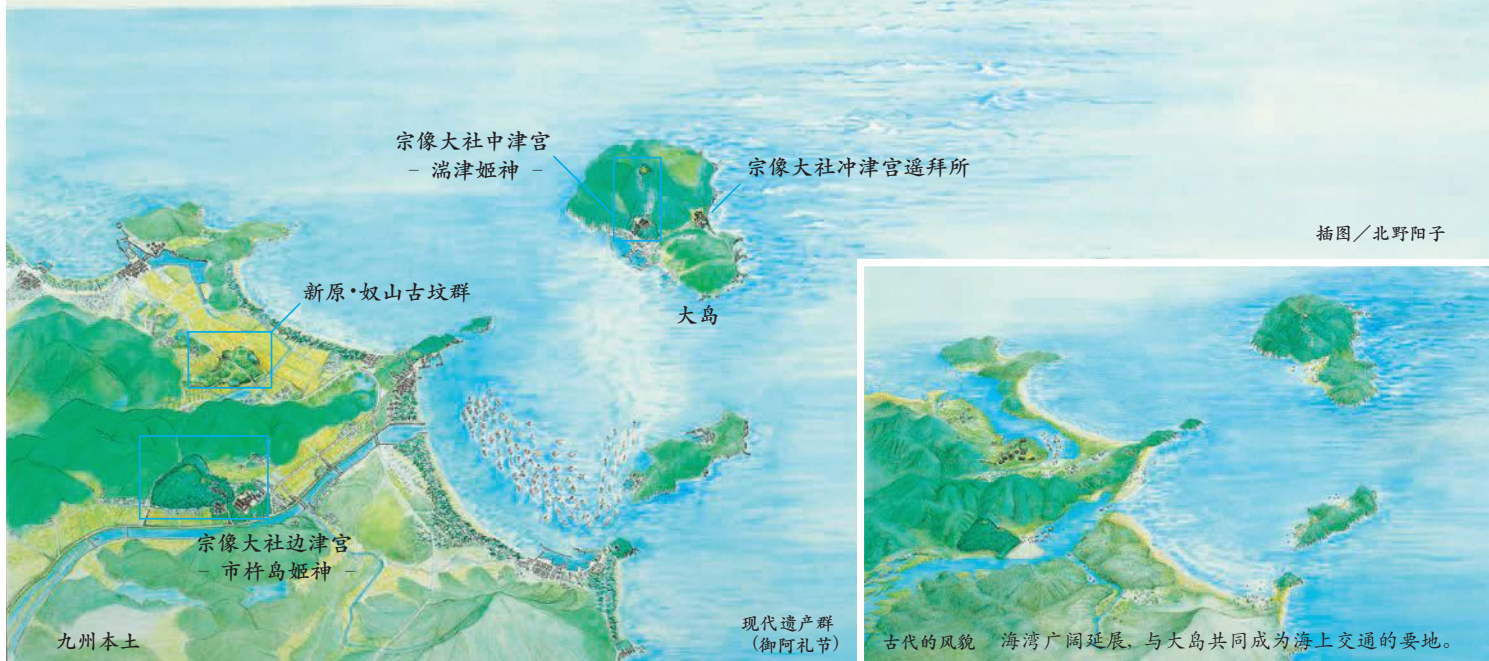 宗像大社中津宫
- 湍津姬神 -
宗像大社冲津宫遥拜所
插图／北野阳子
新原·奴山古坟群
大岛
宗像大社边津宫
- 市杵岛姬神 -
九州本土
现代遗产群
(御阿礼节)
古代的风貌 海湾广阔延展, 与大岛共同成为海上交通的要地。